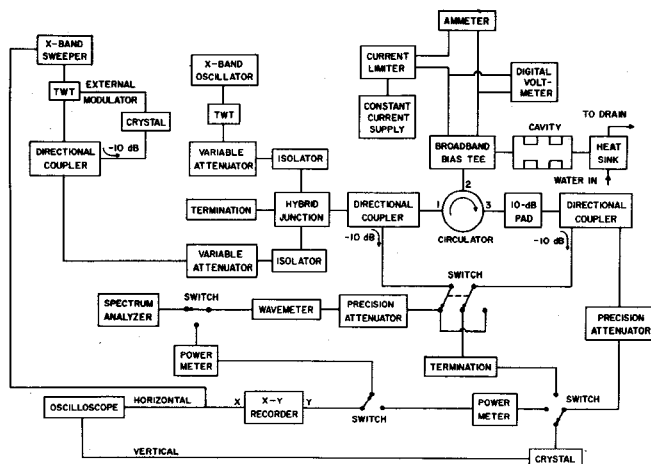 AMMETER
X-BAND
SWEEPER
X-BAND
OSCILLATOR
CURRENT
LIMITER
DIGITAL
VOLT-
METER
EXTERNAL
MODULATOR
TWT
TWT
CRYSTAL
CONSTANT
CURRENT
SUPPLY
TO DRAIN
CAVITY
DIRECTIONAL
COUPLER
-10 dB
VARIABLE
ATTENUATOR
ISOLATOR
BROADBAND
BIAS TEE
HEAT
SINK
WATER IN
TERMINATION
HYBRID
JUNCTION
DIRECTIONAL
COUPLER
1
2
3
CIRCULATOR
10-dB
PAD
DIRECTIONAL
COUPLER
-10 dB
-10 dB
VARIABLE
ATTENUATOR
ISOLATOR
SWITCH
SPECTRUM
ANALYZER
SWITCH
WAVEMETER
PRECISION
ATTENUATOR
PRECISION
ATTENUATOR
POWER
METER
TERMINATION
SWITCH
OSCILLOSCOPE
HORIZONTAL
X
X-Y
RECORDER
Y
SWITCH
POWER
METER
VERTICAL
CRYSTAL